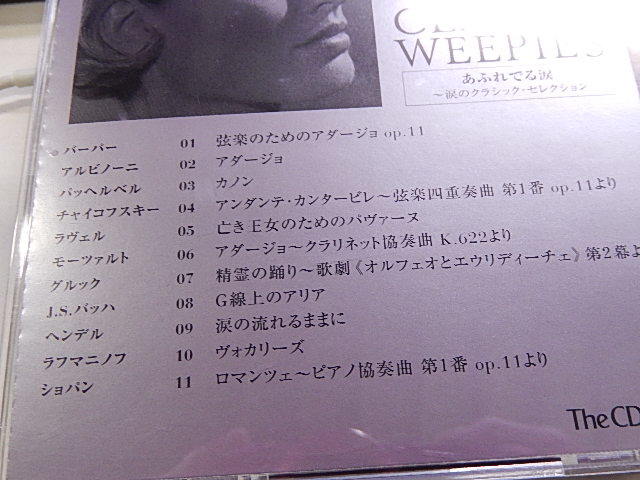 WEEPIES
あふれでる涙
〜涙のクラシック・セレクション
バーバー 01 弦楽のためのアダージョ op.11
アルビノーニ 02 アダージョ
パッヘルベル 03 カノン
チャイコフスキー 04 アンダンテ・カンタービレ〜弦楽四重奏曲 第1番 op.11より
ラヴェル 05 亡き王女のためのパヴァーヌ
モーツァルト 06 アダージョ〜クラリネット協奏曲 K.622より
グルック 07 精霊の踊り〜歌劇《オルフェオとエウリディーチェ》第2幕よ
J.S.バッハ 08 G線上のアリア
ヘンデル 09 涙の流れるままに
ラフマニノフ 10 ヴォカリーズ
ショパン 11 ロマンツェ〜ピアノ協奏曲 第1番 op.11より
The CD